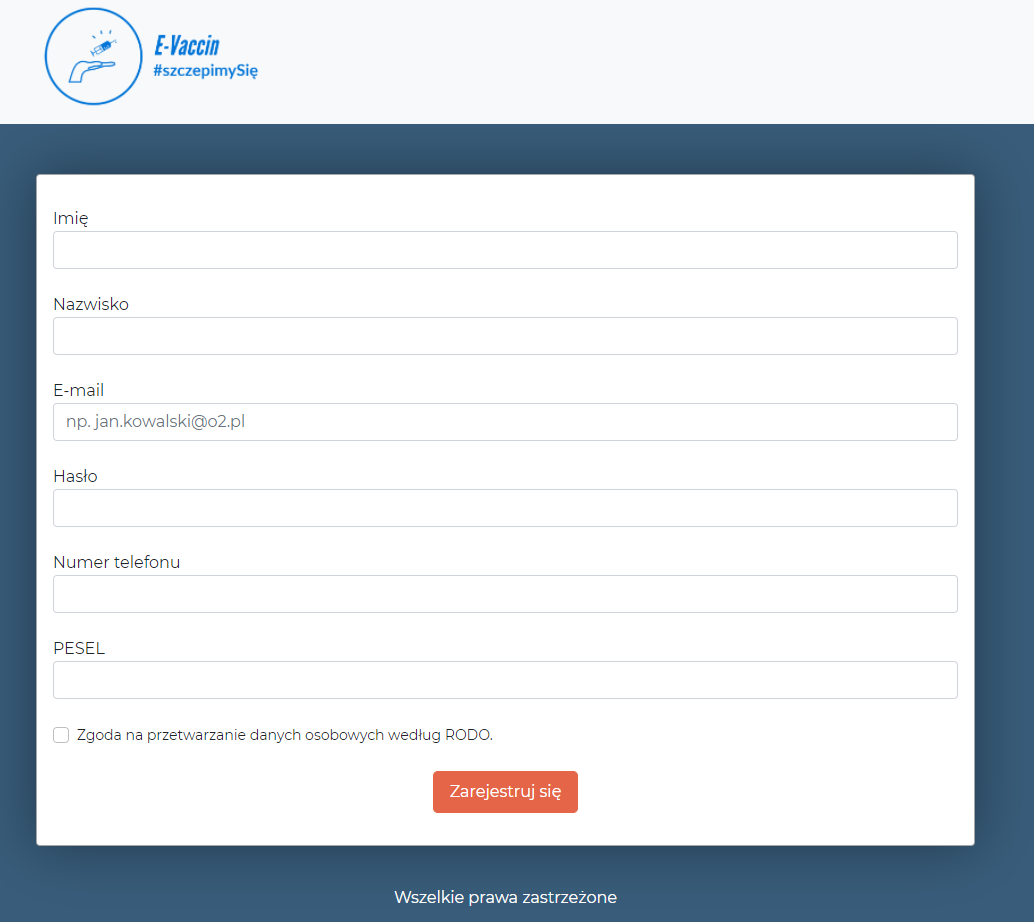 E-Vaccin
#szczepimySię
Imię
Nazwisko
E-mail
np. jan.kowalski@o2.pl
Hasło
Numer telefonu
PESEL
Zgoda na przetwarzanie danych osobowych według RODO.
Zarejestruj się
Wszelkie prawa zastrzeżone